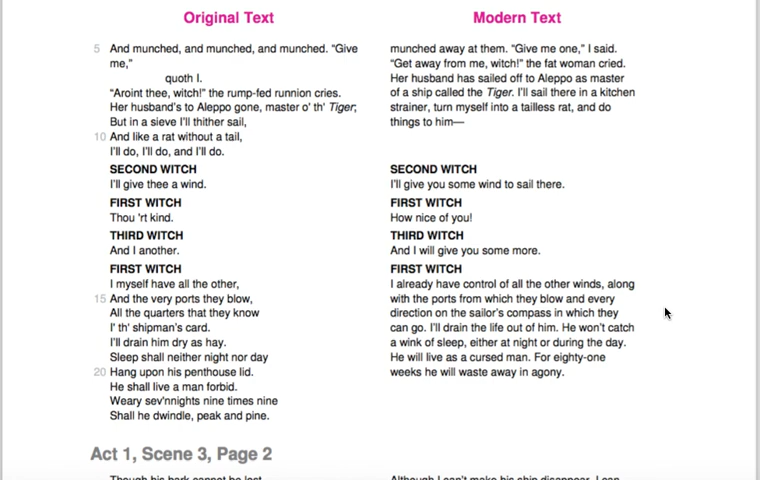 Original Text
5 And munched, and munched, and munched. “Give
me,”
quoth I.
“Aroint thee, witch!” the rump-fed runnion cries.
Her husband’s to Aleppo gone, master o' th' Tiger;
But in a sieve I’ll thither sail,
10 And like a rat without a tail,
I’ll do, I’ll do, and I’ll do.
SECOND WITCH
I’ll give thee a wind.
FIRST WITCH
Thou 'rt kind.
THIRD WITCH
And I another.
FIRST WITCH
I myself have all the other,
15 And the very ports they blow,
All the quarters that they know
I' th' shipman’s card.
I’ll drain him dry as hay.
Sleep shall neither night nor day
20 Hang upon his penthouse lid.
He shall live a man forbid.
Weary sev'nnights nine times nine
Shall he dwindle, peak and pine.
Modern Text
munched away at them. “Give me one,” I said.
“Get away from me, witch!” the fat woman cried.
Her husband has sailed off to Aleppo as master
of a ship called the Tiger. I’ll sail there in a kitchen
strainer, turn myself into a tailless rat, and do
things to him—
SECOND WITCH
I’ll give you some wind to sail there.
FIRST WITCH
How nice of you!
THIRD WITCH
And I will give you some more.
FIRST WITCH
I already have control of all the other winds, along
with the ports from which they blow and every
direction on the sailor’s compass in which they
can go. I’ll drain the life out of him. He won’t catch
a wink of sleep, either at night or during the day.
He will live as a cursed man. For eighty-one
weeks he will waste away in agony.
Act 1, Scene 3, Page 2
Though his bark cannot be lost
Although I can’t make his ship disappear, I can